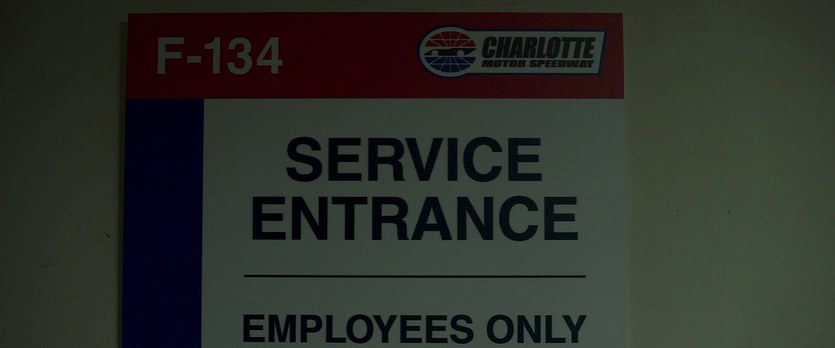 F-134
CHARLOTTE
MOTOR SPEEDWAY
SERVICE
ENTRANCE
EMPLOYEES ONLY